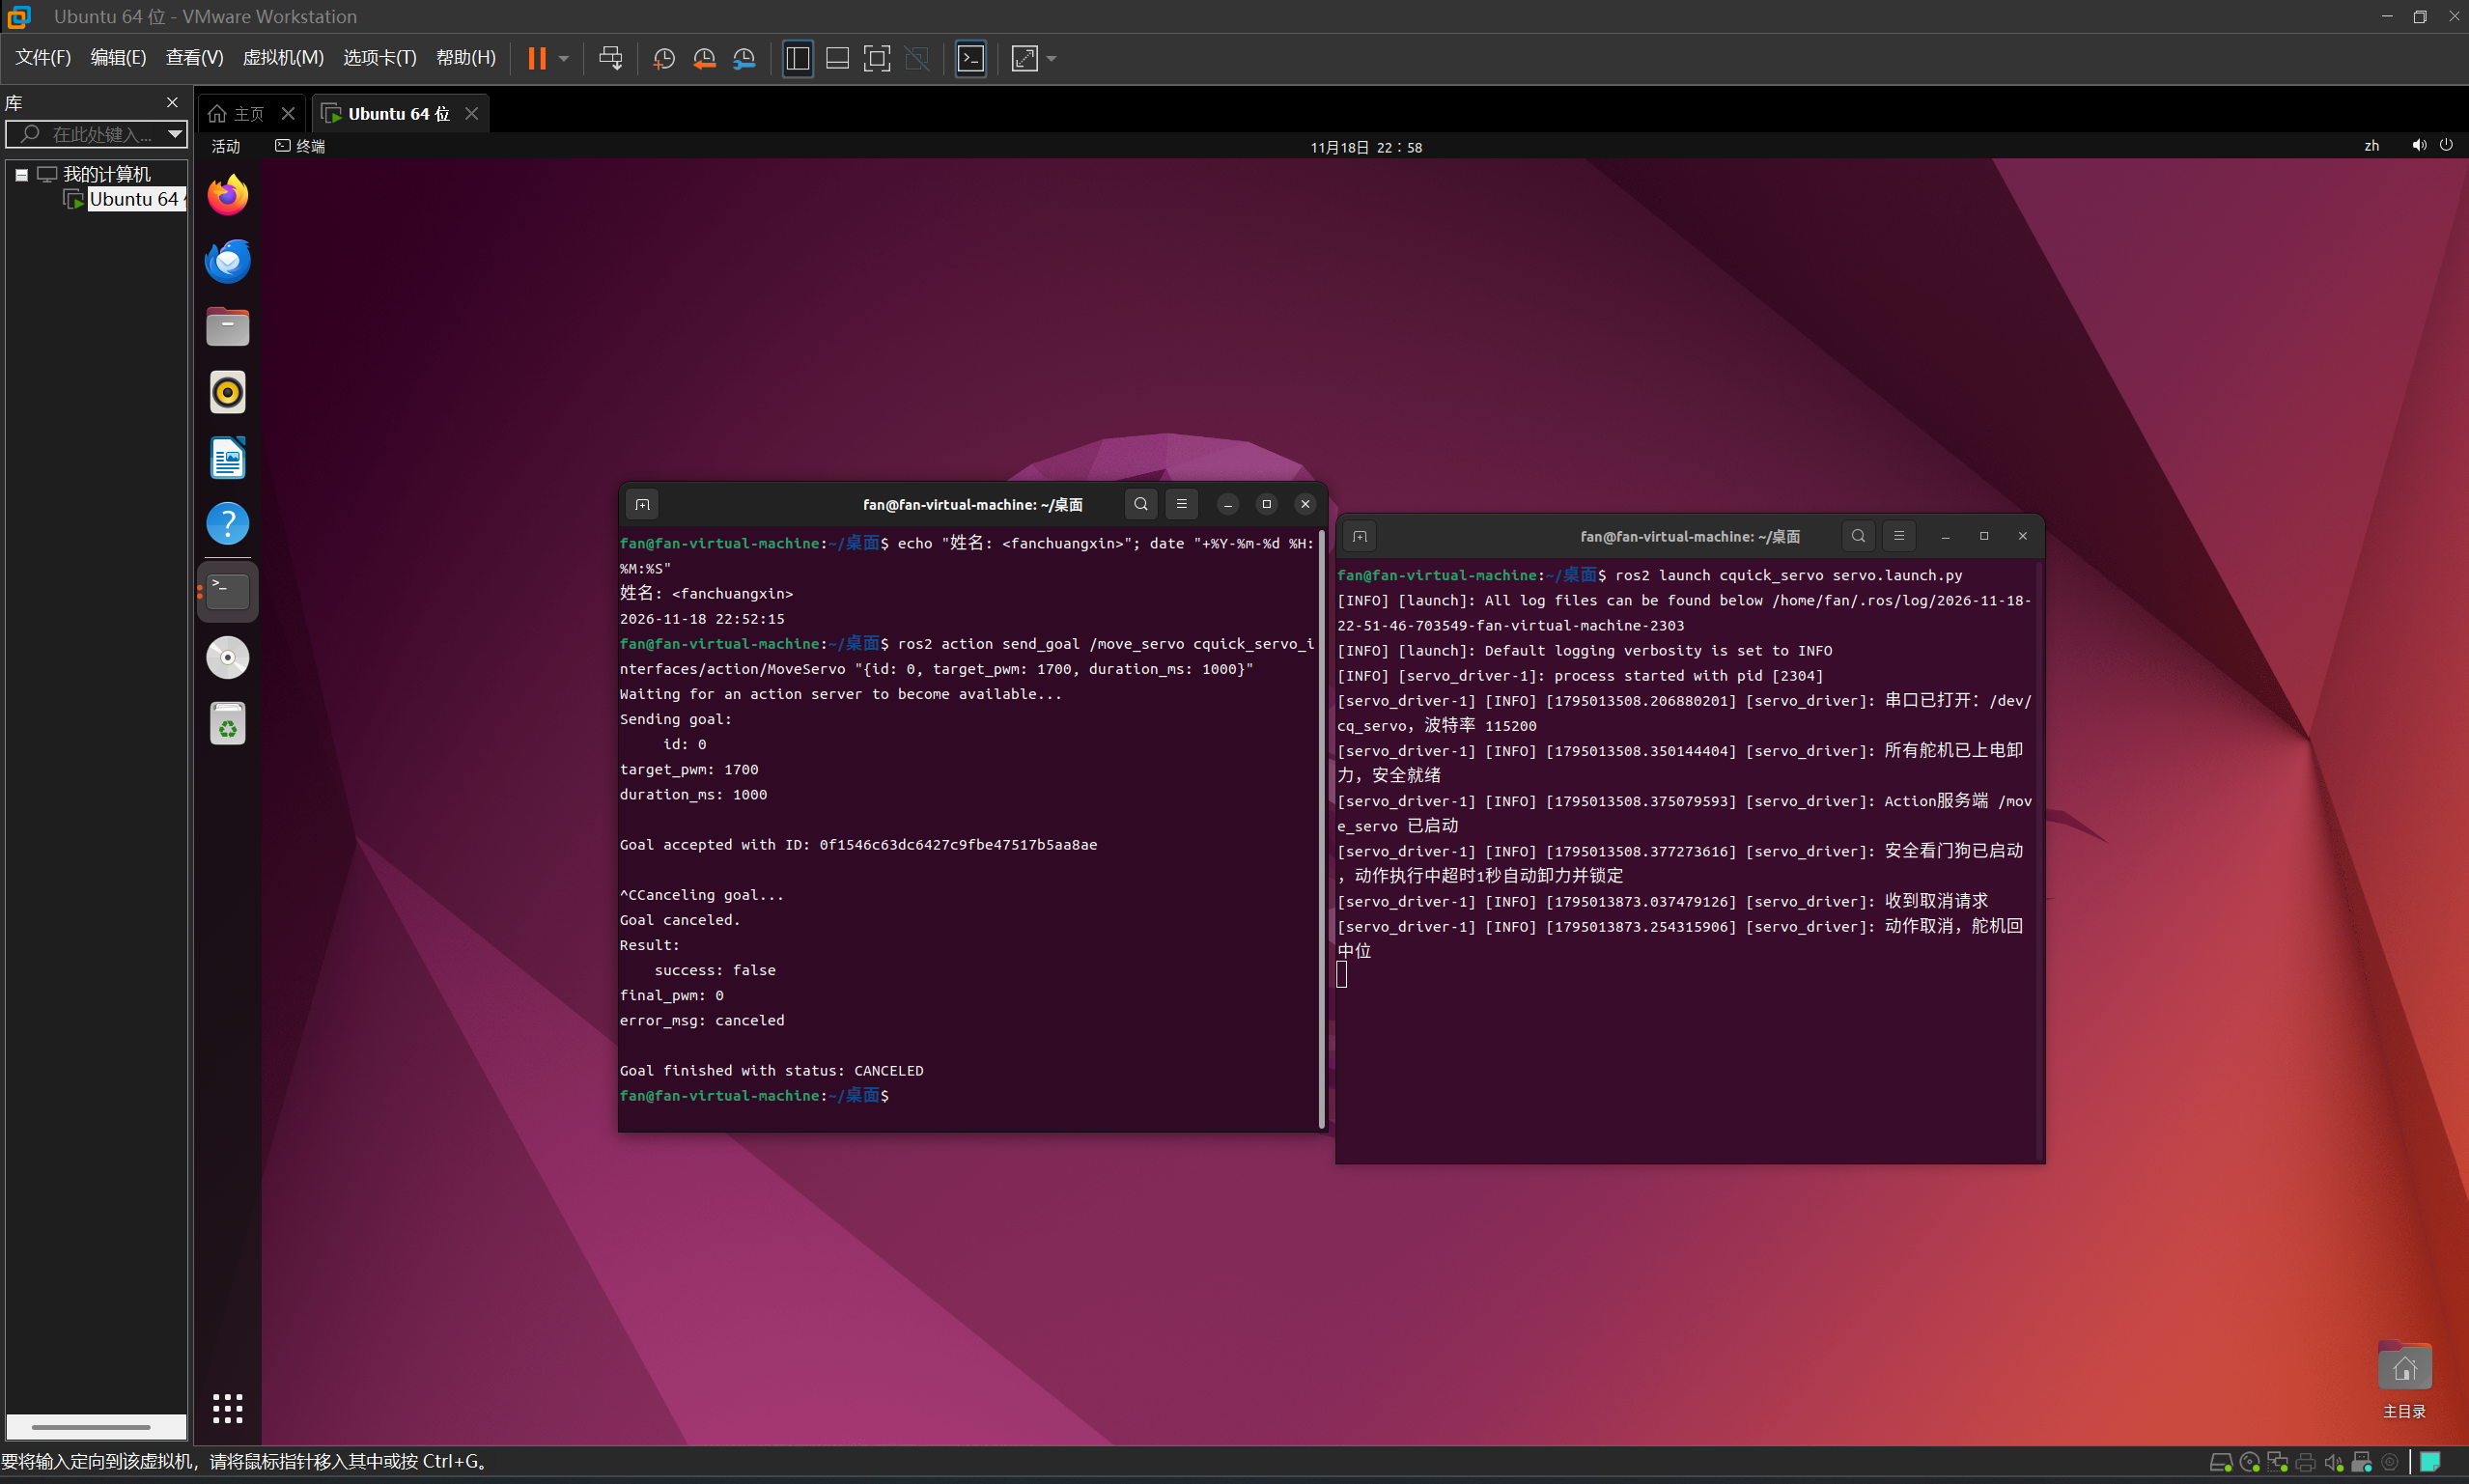 Ubuntu 64 位 - VMware Workstation
文件(F) 编辑(E) 查看(V) 虚拟机(M) 选项卡(T) 帮助(H)
库
在此处键入...
我的计算机
Ubuntu 64
主页
Ubuntu 64 位
活动
终端
11月18日 22：58
zh
fan@fan-virtual-machine: ~/桌面
fan@fan-virtual-machine:~/桌面$ echo "姓名: <fanchuangxin>"; date "+%Y-%m-%d %H:
%M:%S"
姓名: <fanchuangxin>
2026-11-18 22:52:15
fan@fan-virtual-machine:~/桌面$ ros2 action send_goal /move_servo cquick_servo_i
nterfaces/action/MoveServo "{id: 0, target_pwm: 1700, duration_ms: 1000}"
Waiting for an action server to become available...
Sending goal:
id: 0
target_pwm: 1700
duration_ms: 1000
Goal accepted with ID: 0f1546c63dc6427c9fbe47517b5aa8ae
^CCanceling goal...
Goal canceled.
Result:
success: false
final_pwm: 0
error_msg: canceled
Goal finished with status: CANCELED
fan@fan-virtual-machine:~/桌面$
fan@fan-virtual-machine: ~/桌面
fan@fan-virtual-machine:~/桌面$ ros2 launch cquick_servo servo.launch.py
[INFO] [launch]: All log files can be found below /home/fan/.ros/log/2026-11-18-
22-51-46-703549-fan-virtual-machine-2303
[INFO] [launch]: Default logging verbosity is set to INFO
[INFO] [servo_driver-1]: process started with pid [2304]
[servo_driver-1] [INFO] [1795013508.206880201] [servo_driver]: 串口已打开：/dev/
cq_servo，波特率 115200
[servo_driver-1] [INFO] [1795013508.350144404] [servo_driver]: 所有舵机已上电卸
力，安全就绪
[servo_driver-1] [INFO] [1795013508.375079593] [servo_driver]: Action服务端 /mov
e_servo 已启动
[servo_driver-1] [INFO] [1795013508.377273616] [servo_driver]: 安全看门狗已启动
，动作执行中超时1秒自动卸力并锁定
[servo_driver-1] [INFO] [1795013873.037479126] [servo_driver]: 收到取消请求
[servo_driver-1] [INFO] [1795013873.254315906] [servo_driver]: 动作取消，舵机回
中位
主目录
要将输入定向到该虚拟机，请将鼠标指针移入其中或按 Ctrl+G。